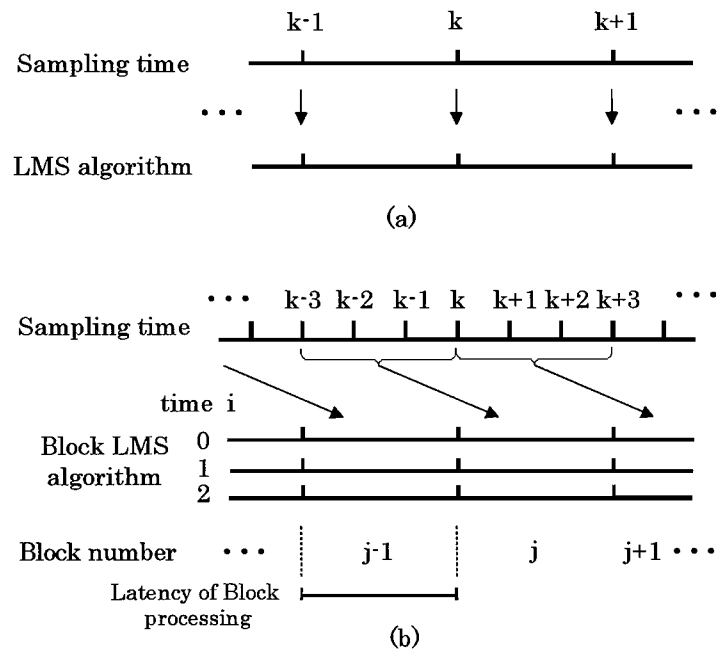 k-1 k k+1
Sampling time
··· ···
LMS algorithm
(a)
··· ···
k-3 k-2 k-1 k k+1 k+2 k+3
Sampling time
time i
0
Block LMS
algorithm
1
2
Block number ··· j-1 j j+1 ···
Latency of Block
processing
(b)